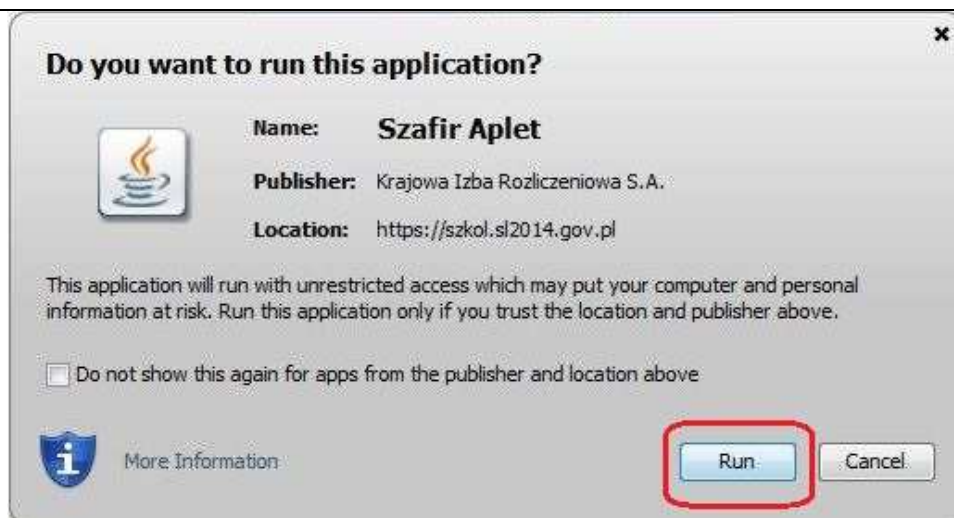 Do you want to run this application?
Name: Szafir Aplet
Publisher: Krajowa Izba Rozliczeniowa S.A.
Location: https://szkol.sl2014.gov.pl
This application will run with unrestricted access which may put your computer and personal
information at risk. Run this application only if you trust the location and publisher above.
Do not show this again for apps from the publisher and location above
More Information
Run
Cancel